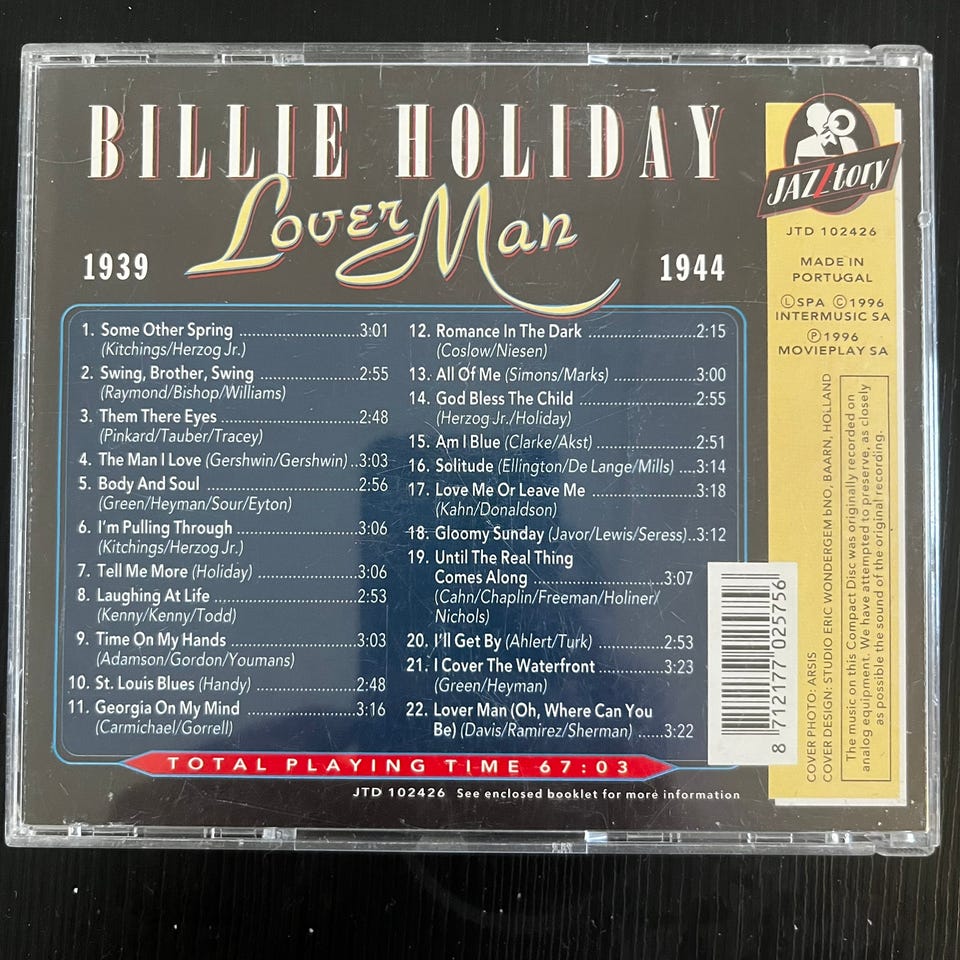 BILLIE HOLIDAY
Lover Man
1939
1944
1. Some Other Spring ......................3:01
(Kitchings/Herzog Jr.)
2. Swing, Brother, Swing ...................2:55
(Raymond/Bishop/Williams)
3. Them There Eyes .........................2:48
(Pinkard/Tauber/Tracey)
4. The Man I Love (Gershwin/Gershwin) ..3:03
5. Body And Soul ............................2:56
(Green/Heyman/Sour/Eyton)
6. I'm Pulling Through ......................3:06
(Kitchings/Herzog Jr.)
7. Tell Me More (Holiday) ...................3:06
8. Laughing At Life ..........................2:53
(Kenny/Kenny/Todd)
9. Time On My Hands ......................3:03
(Adamson/Gordon/Youmans)
10. St. Louis Blues (Handy) ..................2:48
11. Georgia On My Mind ....................3:16
(Carmichael/Gorrell)
12. Romance In The Dark ...................2:15
(Coslow/Niesen)
13. All Of Me (Simons/Marks) ...............3:00
14. God Bless The Child .....................2:55
(Herzog Jr./Holiday)
15. Am I Blue (Clarke/Akst) ..................2:51
16. Solitude (Ellington/De Lange/Mills) ....3:14
17. Love Me Or Leave Me ..................3:18
(Kahn/Donaldson)
18. Gloomy Sunday (Javor/Lewis/Seress)..3:12
19. Until The Real Thing
Comes Along .......................3:07
(Cahn/Chaplin/Freeman/Holiner/
Nichols)
20. I'll Get By (Ahlert/Turk) ..............2:53
21. I Cover The Waterfront ..............3:23
(Green/Heyman)
22. Lover Man (Oh, Where Can You
Be) (Davis/Ramirez/Sherman) ......3:22
TOTAL PLAYING TIME 67:03
JTD 102426 See enclosed booklet for more information
JAZZtory
JTD 102426
MADE IN
PORTUGAL
Ⓛ SPA © 1996
INTERMUSIC SA
℗ 1996
MOVIEPLAY SA
COVER PHOTO: ARSIS
COVER DESIGN: STUDIO ERIC WONDERGEM bNO, BAARN, HOLLAND
The music on this Compact Disc was originally recorded on
analog equipment. We have attempted to preserve, as closely
as possible the sound of the original recording.
8 712177 025756